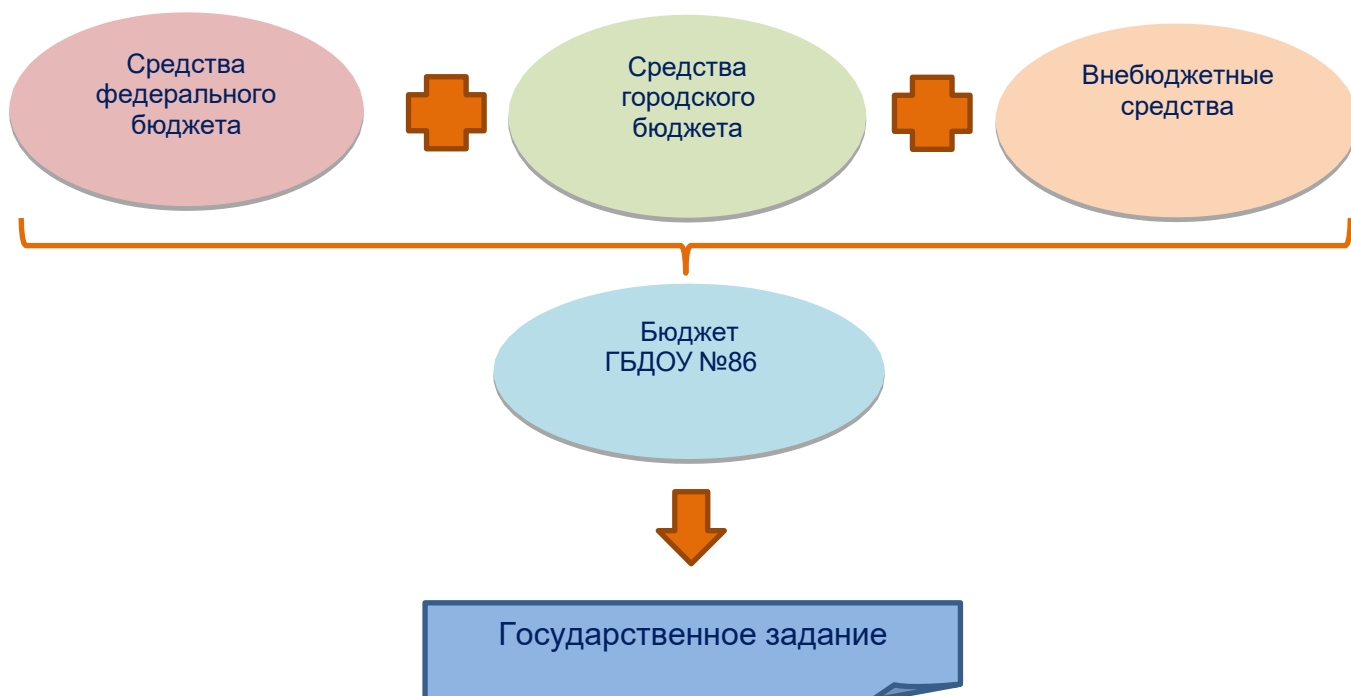 Средства
федерального
бюджета
Средства
городского
бюджета
Внебюджетные
средства
Бюджет
ГБДОУ №86
Государственное задание